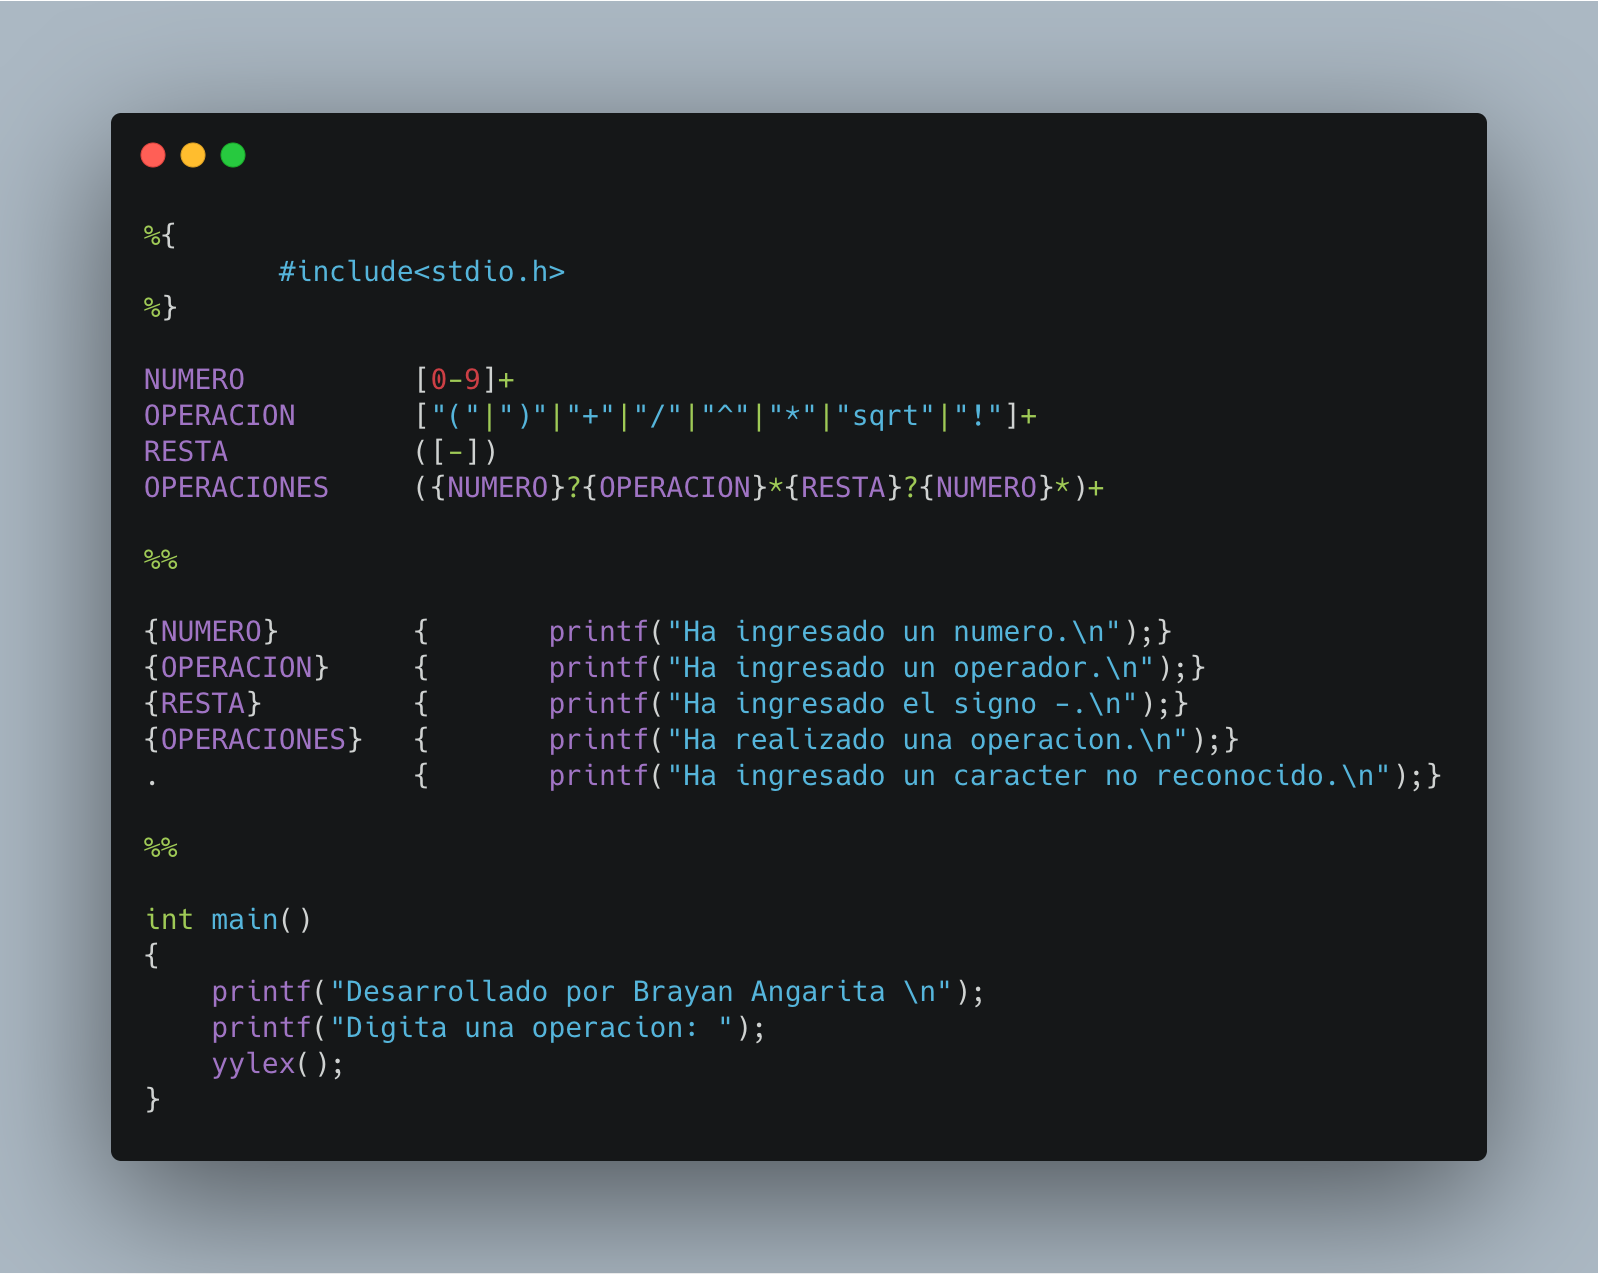 %{
        #include<stdio.h>
%}
NUMERO          [0-9]+
OPERACION       ["("|")"|"+"|"/"|"^"|"*"|"sqrt"|"!"]+
RESTA           ([-])
OPERACIONES     ({NUMERO}?{OPERACION}*{RESTA}?{NUMERO}*)+
%%
{NUMERO}        {       printf("Ha ingresado un numero.\n");}
{OPERACION}     {       printf("Ha ingresado un operador.\n");}
{RESTA}         {       printf("Ha ingresado el signo -.\n");}
{OPERACIONES}   {       printf("Ha realizado una operacion.\n");}
.               {       printf("Ha ingresado un caracter no reconocido.\n");}
%%
int main()
{
    printf("Desarrollado por Brayan Angarita \n");
    printf("Digita una operacion: ");
    yylex();
}